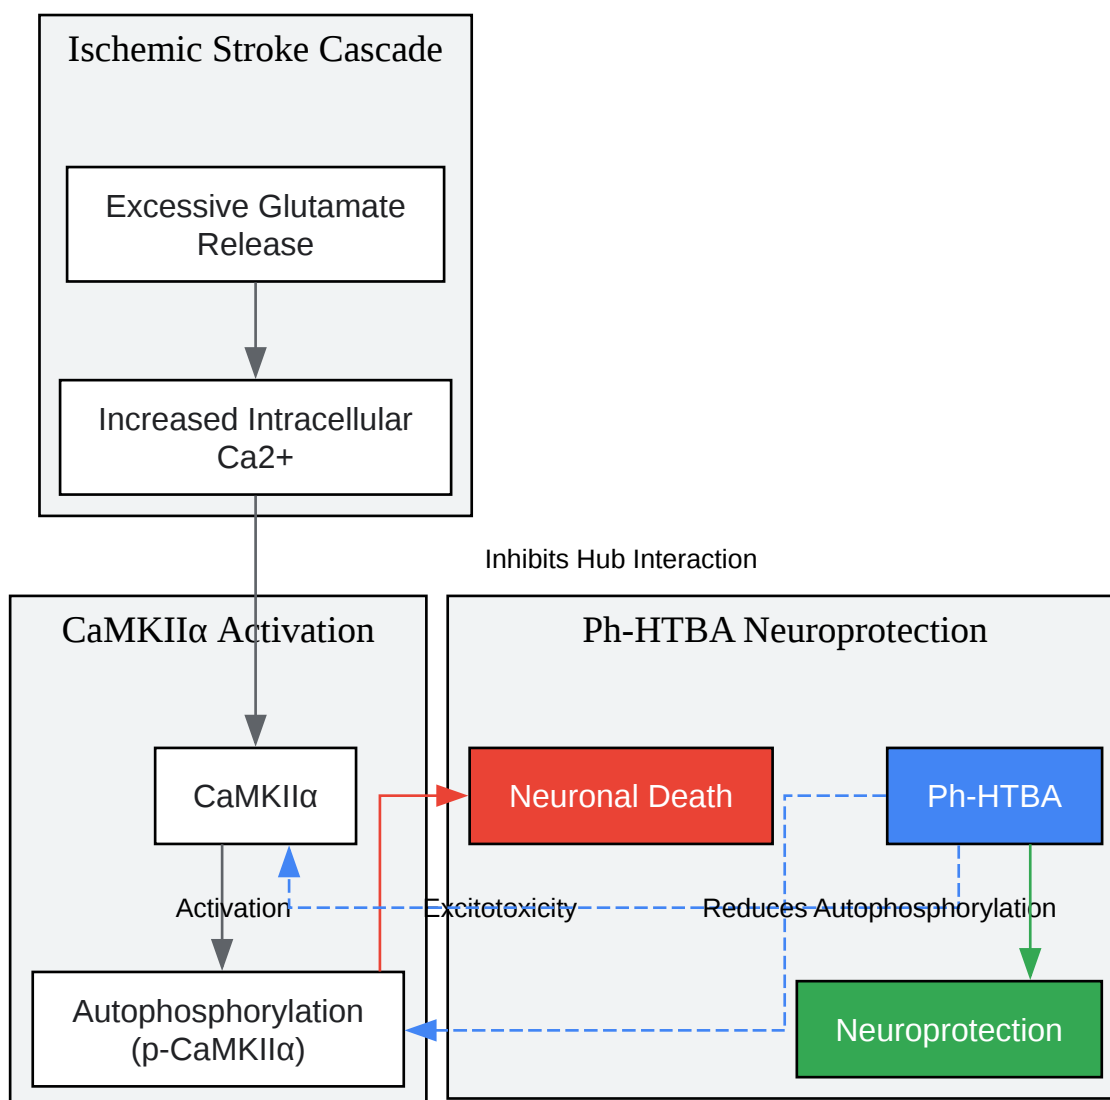 Ischemic Stroke Cascade
Excessive Glutamate
Release
Increased Intracellular
Ca2+
Inhibits Hub Interaction
CaMKIIα Activation
Ph-HTBA Neuroprotection
CaMKIIα
Neuronal Death
Ph-HTBA
Activation
Excitotoxicity
Reduces Autophosphorylation
Autophosphorylation
(p-CaMKIIα)
Neuroprotection